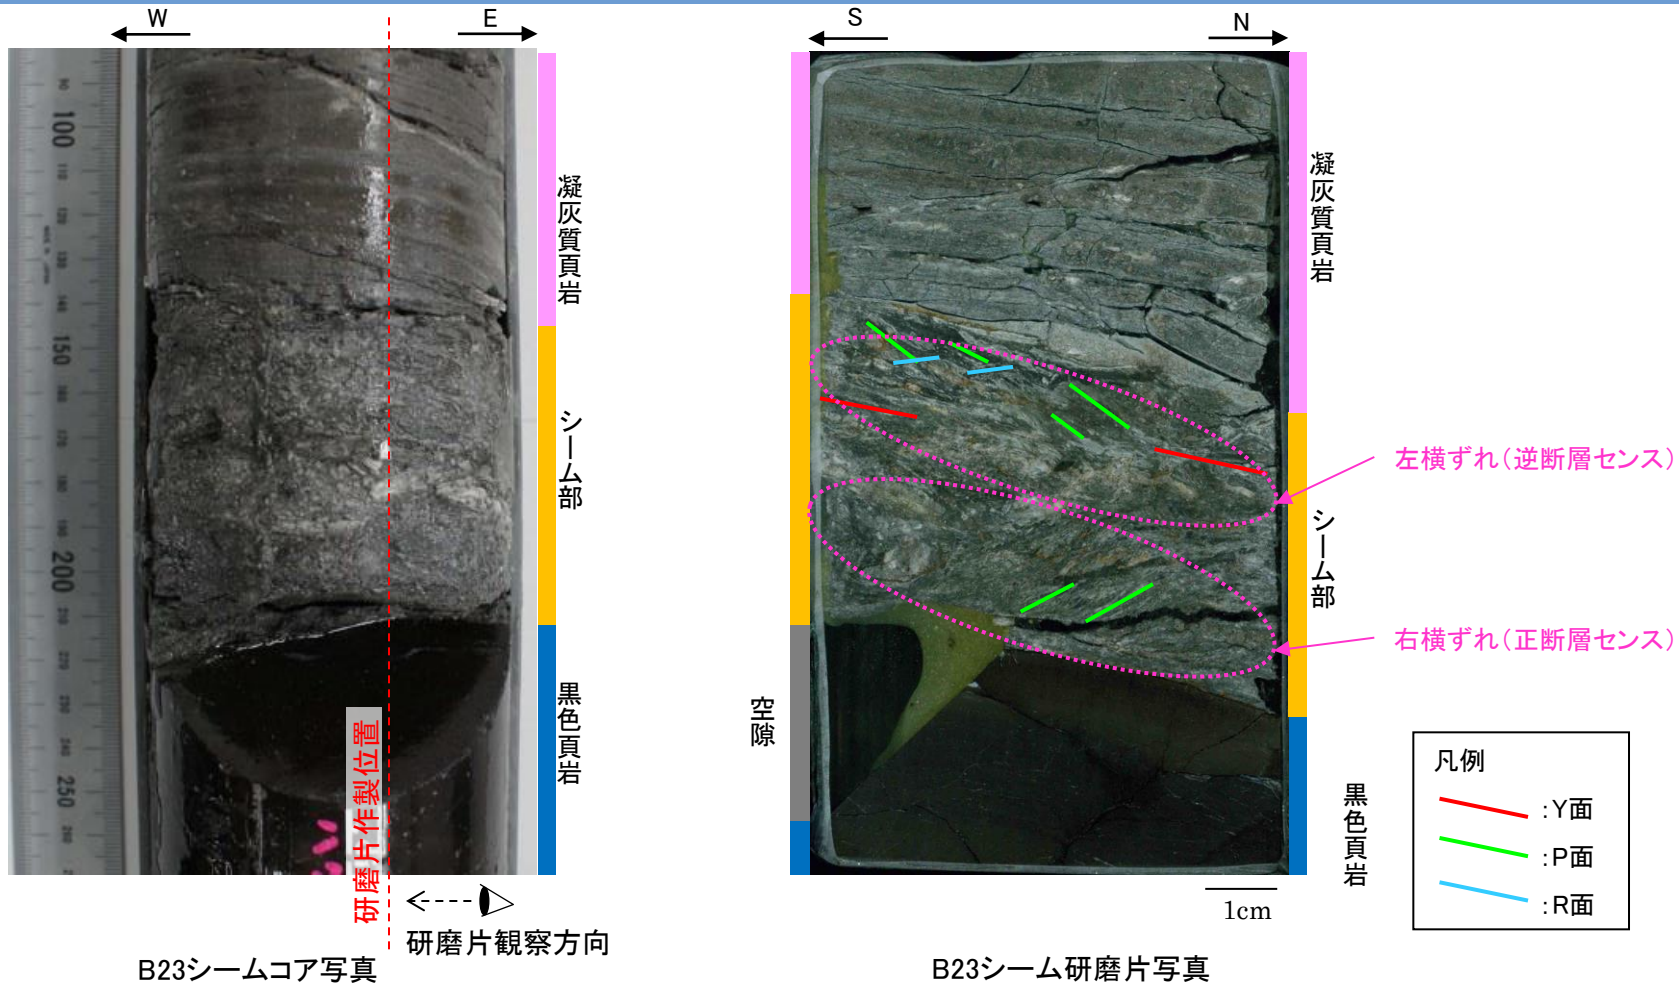 W
E
S
N
100
150
200
250
凝灰質頁岩
シーム部
黒色頁岩
研磨片作製位置
研磨片観察方向
B23シームコア写真
凝灰質頁岩
シーム部
空隙
黒色頁岩
左横ずれ(逆断層センス)
右横ずれ(正断層センス)
凡例
:Y面
:P面
:R面
1cm
B23シーム研磨片写真